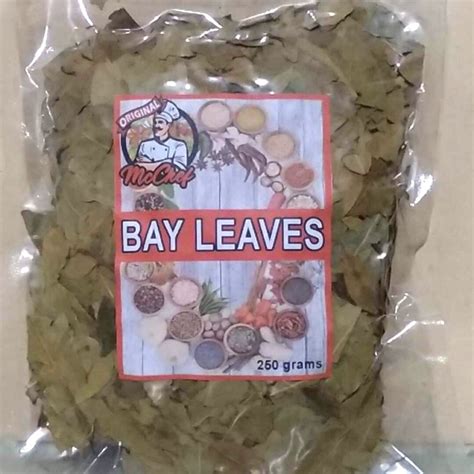 ORIGINAL
McChef
BAY LEAVES
250 grams